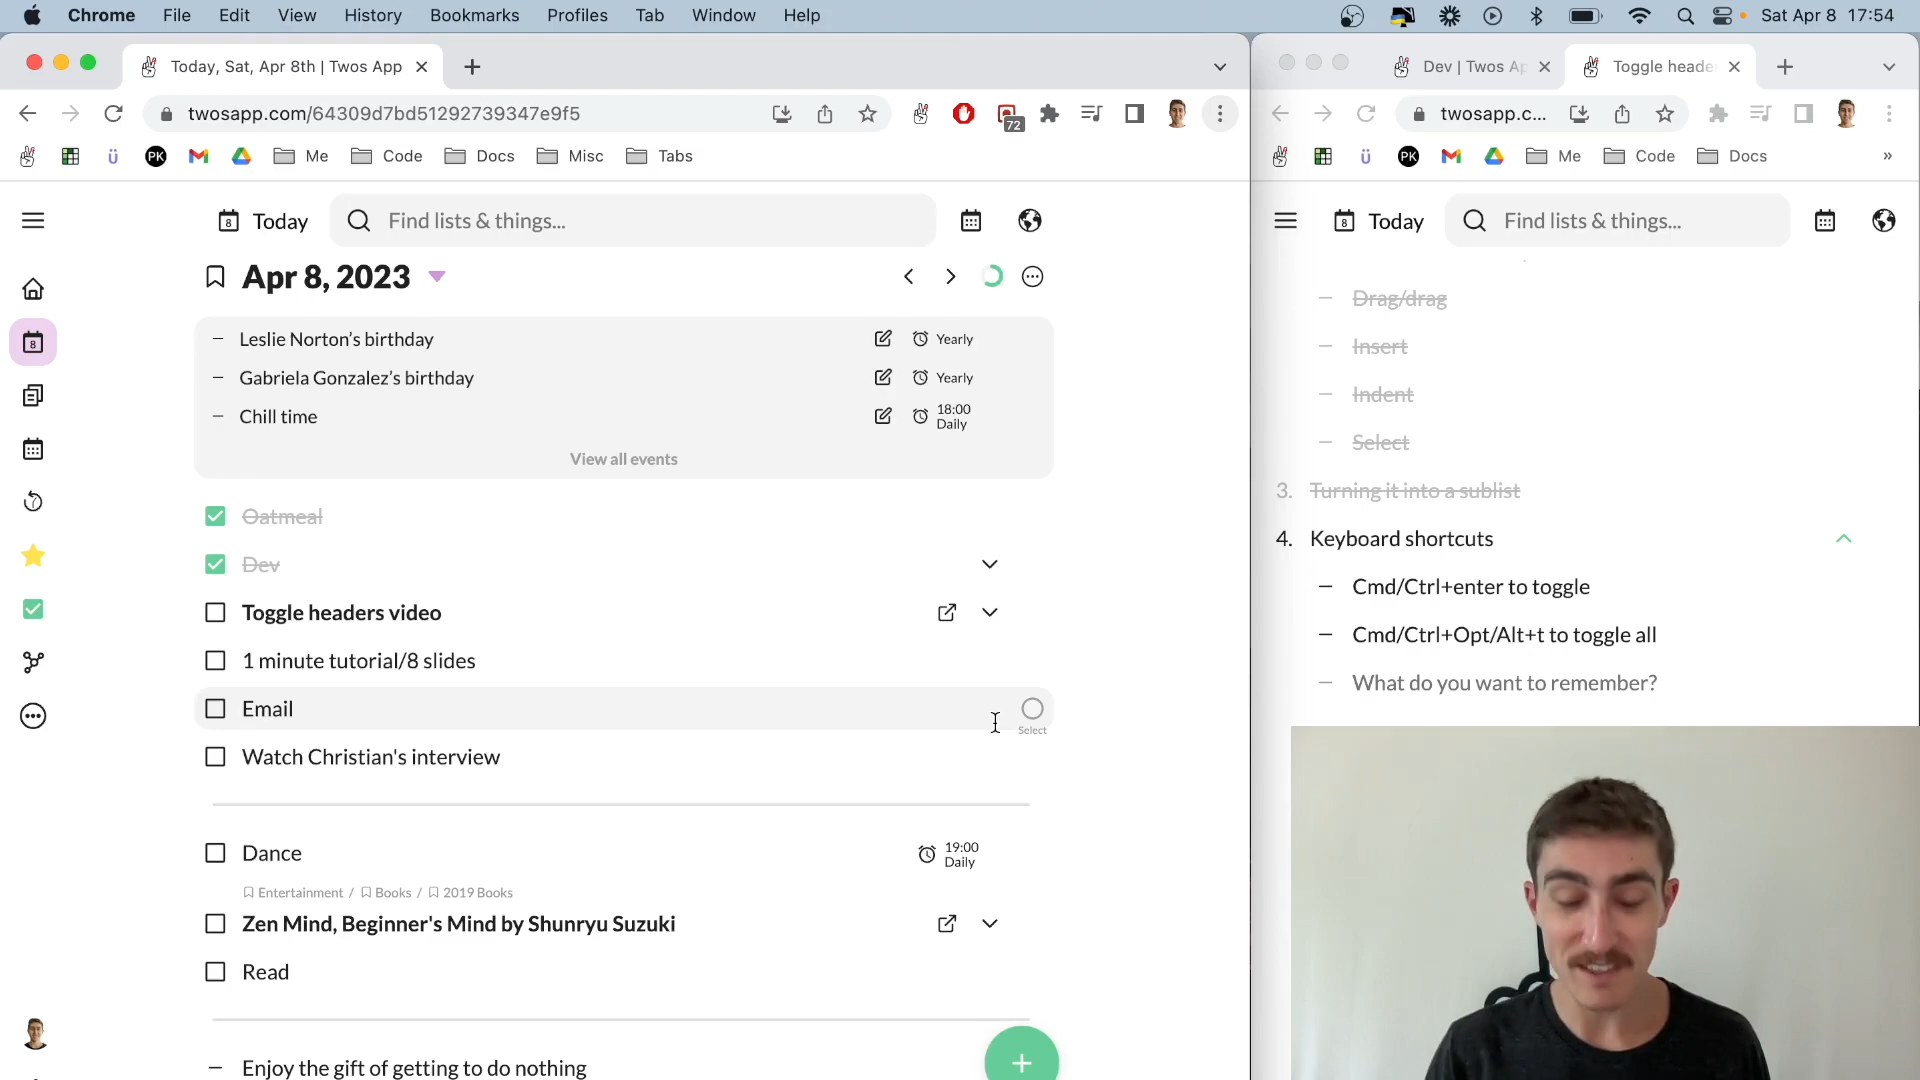 Chrome File Edit View History Bookmarks Profiles Tab Window Help
Sat Apr 8 17:54
Today, Sat, Apr 8th | Twos App
twosapp.com/64309d7bd51292739347e9f5
72
ü PK Me Code Docs Misc Tabs
8 Today Find lists & things...
Apr 8, 2023
8
Leslie Norton's birthday Yearly
Gabriela Gonzalez's birthday Yearly
Chill time 18:00
Daily
View all events
Oatmeal
Dev
Toggle headers video
1 minute tutorial/8 slides
Email
Select
Watch Christian's interview
Dance 19:00
Daily
Entertainment / Books / 2019 Books
Zen Mind, Beginner's Mind by Shunryu Suzuki
Read
Enjoy the gift of getting to do nothing
Dev | Twos Ap Toggle heade
twosapp.c...
ü PK Me Code Docs »
8 Today Find lists & things...
Drag/drag
Insert
Indent
Select
3. Turning it into a sublist
4. Keyboard shortcuts
Cmd/Ctrl+enter to toggle
Cmd/Ctrl+Opt/Alt+t to toggle all
What do you want to remember?